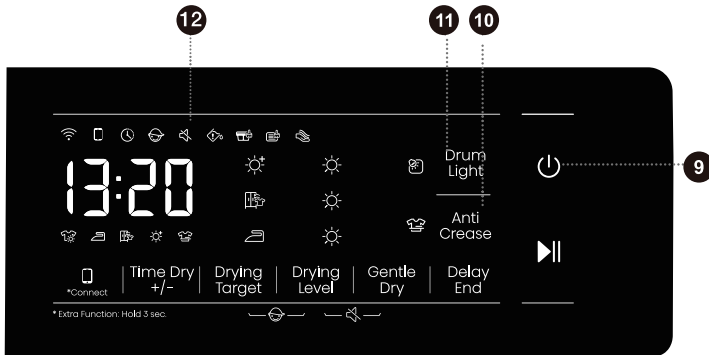 12
11
10
Drum
Light
9
13:20
Anti
Crease
*Connect
Time Dry
+/-
Drying
Target
Drying
Level
Gentle
Dry
Delay
End
* Extra Function: Hold 3 sec.